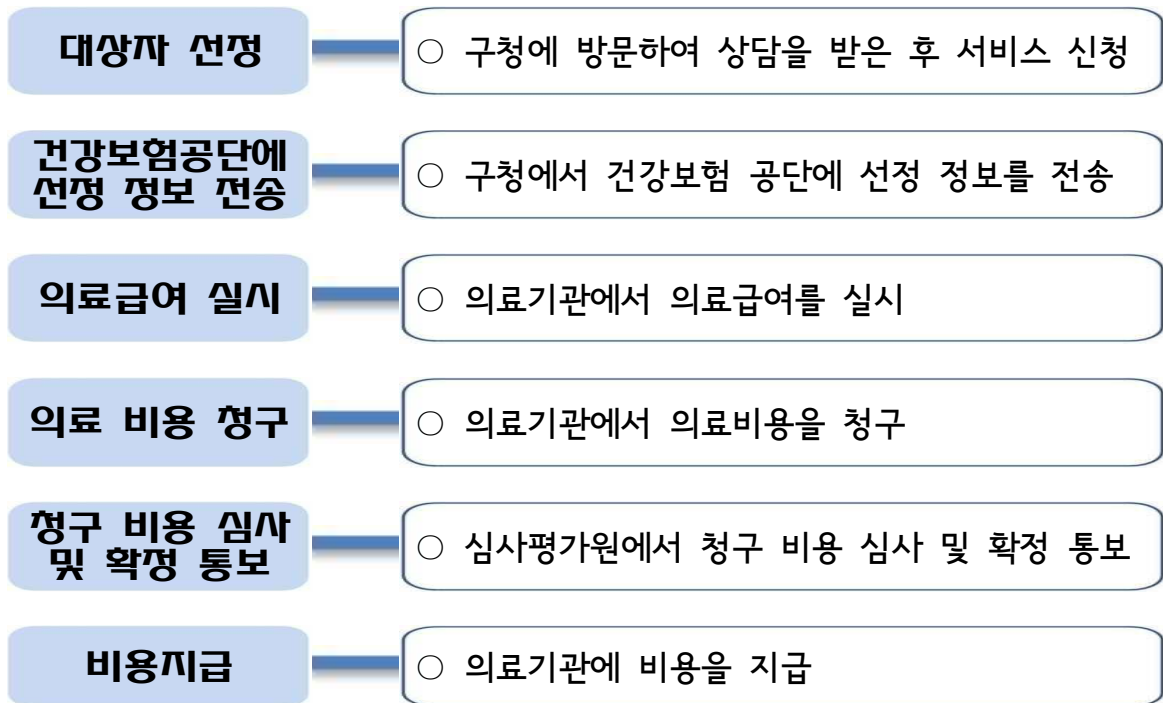 대상자 선정
○ 구청에 방문하여 상담을 받은 후 서비스 신청
건강보험공단에
선정 정보 전송
○ 구청에서 건강보험 공단에 선정 정보를 전송
의료급여 실시
○ 의료기관에서 의료급여를 실시
의료 비용 청구
○ 의료기관에서 의료비용을 청구
청구 비용 심사
및 확정 통보
○ 심사평가원에서 청구 비용 심사 및 확정 통보
비용지급
○ 의료기관에 비용을 지급